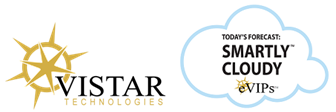 VISTAR
TECHNOLOGIES
TODAY'S FORECAST:
SMARTLY™
CLOUDY
eVIPs™